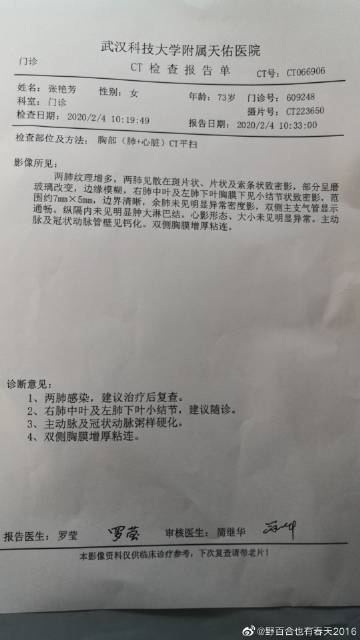 武汉科技大学附属天佑医院
门诊
CT 检查报告单
CT号：CT066906
姓名：张艳芳 性别：女 年龄：73岁 门诊号：609248
科室：门诊 摄片号：CT223650
检查日期：2020/2/4 10:19:49 报告日期：2020/2/4 10:33:00
检查部位及方法：胸部（肺+心脏）CT平扫
影像所见：
两肺纹理增多，两肺见散在斑片状、片状及索条状致密影，部分呈磨
玻璃改变，边缘模糊。右肺中叶及左肺下叶胸膜下见小结节状致密影，范
围约7mm×5mm，边界清晰，余肺未见明显异常密度影，双侧主支气管显示
通畅。纵隔内未见明显肿大淋巴结。心影形态、大小未见明显异常。主动
脉及冠状动脉管壁见钙化。双侧胸膜增厚粘连。
诊断意见：
1、两肺感染，建议治疗后复查。
2、右肺中叶及左肺下叶小结节，建议随诊。
3、主动脉及冠状动脉粥样硬化。
4、双侧胸膜增厚粘连。
报告医生：罗莹 罗莹 审核医生：简继华
本影像资料仅供临床诊疗参考，下次复查请带老片！
@野百合也有春天2016